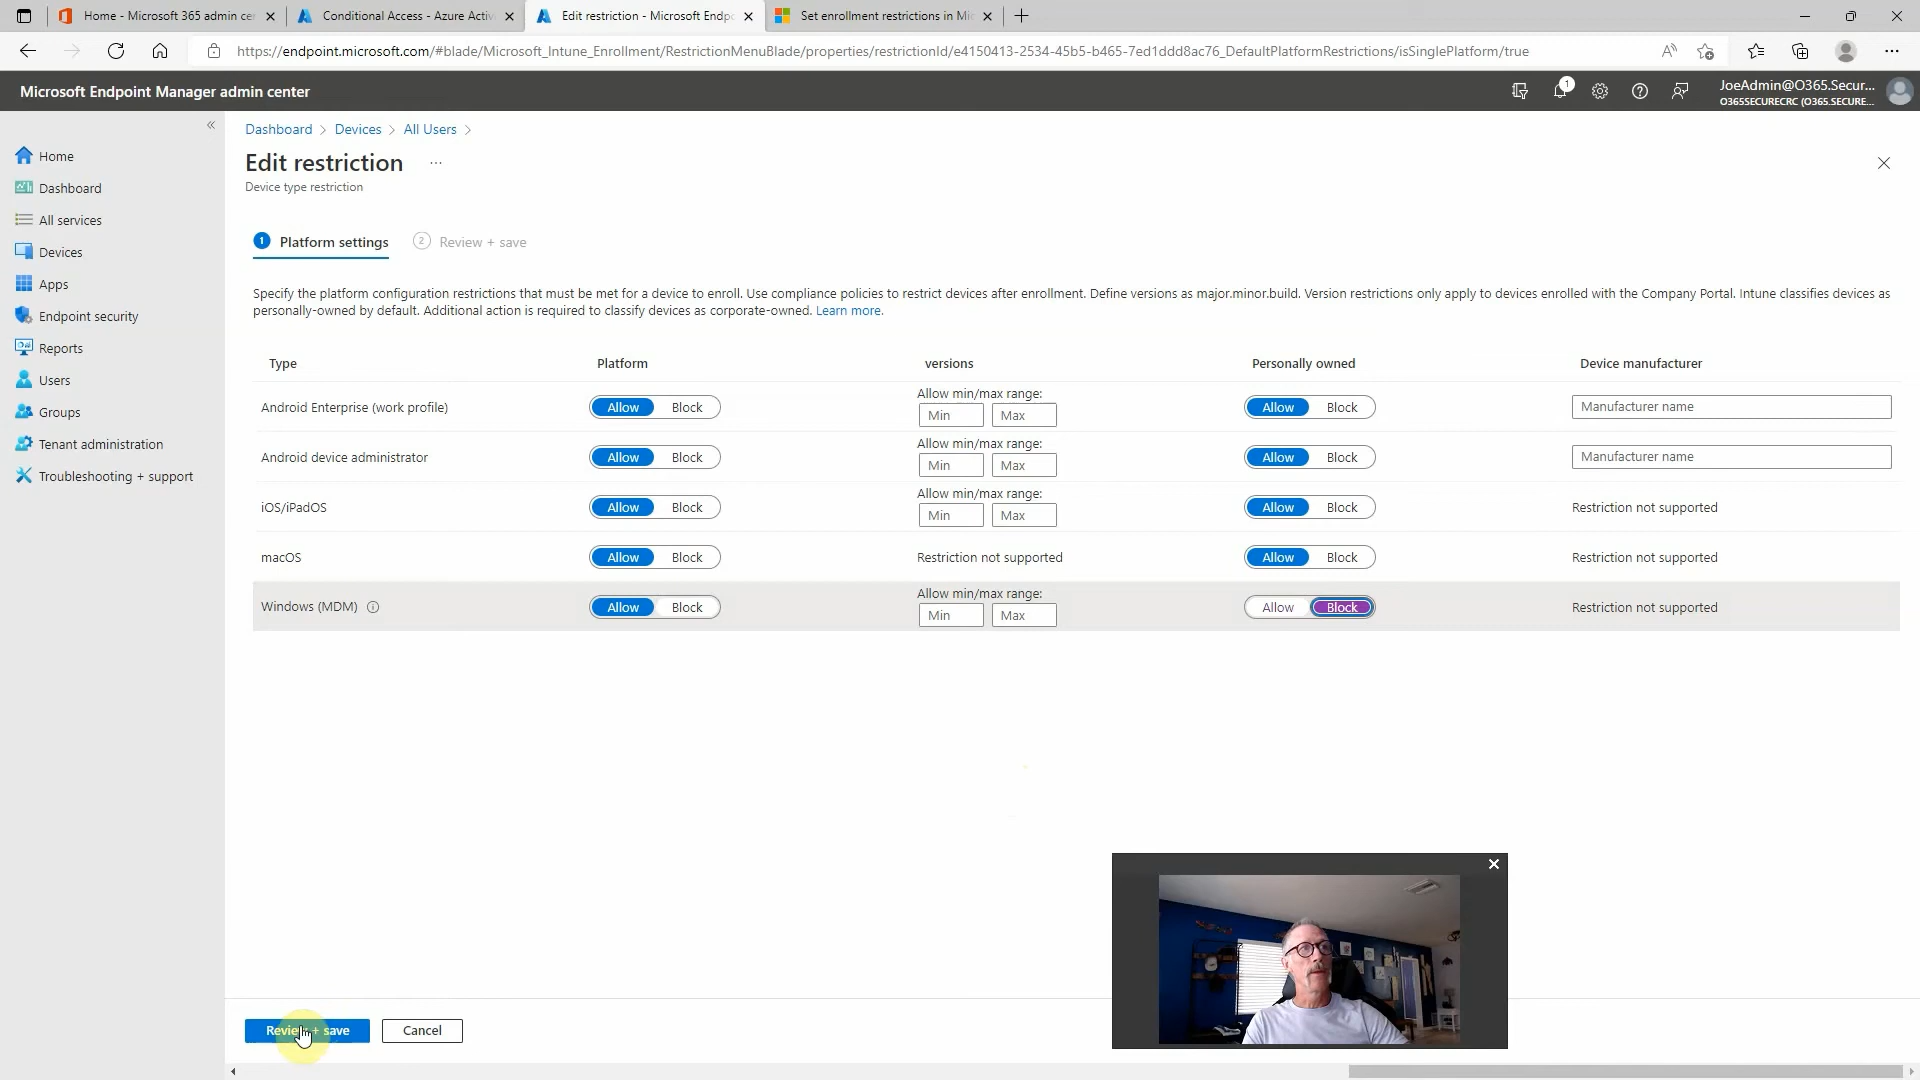 Home - Microsoft 365 admin cer
Conditional Access - Azure Activ
Edit restriction - Microsoft Endpo
Set enrollment restrictions in Mic
https://endpoint.microsoft.com/#blade/Microsoft_Intune_Enrollment/RestrictionMenuBlade/properties/restrictionId/e4150413-2534-45b5-b465-7ed1ddd8ac76_DefaultPlatformRestrictions/isSinglePlatform/true
Microsoft Endpoint Manager admin center
1
JoeAdmin@O365.Secur...
O365SECURECRC (O365.SECURE...
Home
Dashboard
All services
Devices
Apps
Endpoint security
Reports
Users
Groups
Tenant administration
Troubleshooting + support
Dashboard > Devices > All Users >
Edit restriction ...
Device type restriction
1 Platform settings 2 Review + save
Specify the platform configuration restrictions that must be met for a device to enroll. Use compliance policies to restrict devices after enrollment. Define versions as major.minor.build. Version restrictions only apply to devices enrolled with the Company Portal. Intune classifies devices as
personally-owned by default. Additional action is required to classify devices as corporate-owned. Learn more.
Type Platform versions Personally owned Device manufacturer
Allow min/max range:
Android Enterprise (work profile) Allow Block Min Max Allow Block Manufacturer name
Allow min/max range:
Android device administrator Allow Block Min Max Allow Block Manufacturer name
Allow min/max range:
iOS/iPadOS Allow Block Min Max Allow Block Restriction not supported
macOS Allow Block Restriction not supported Allow Block Restriction not supported
Allow min/max range:
Windows (MDM) Allow Block Min Max Allow Block Restriction not supported
Review + save Cancel